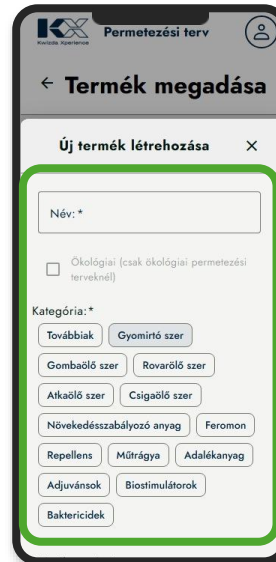 KX
Kwizda Xperience
Permetezési terv
← Termék megadása
Új termék létrehozása ×
Név: *
Ökológiai (csak ökológiai permetezési
terveknél)
Kategória:*
Továbbiak Gyomirtó szer
Gombaölő szer Rovarölő szer
Atkaölő szer Csigaölő szer
Növekedésszabályozó anyag Feromon
Repellens Műtrágya Adalékanyag
Adjuvánsok Biostimulátorok
Baktericidek